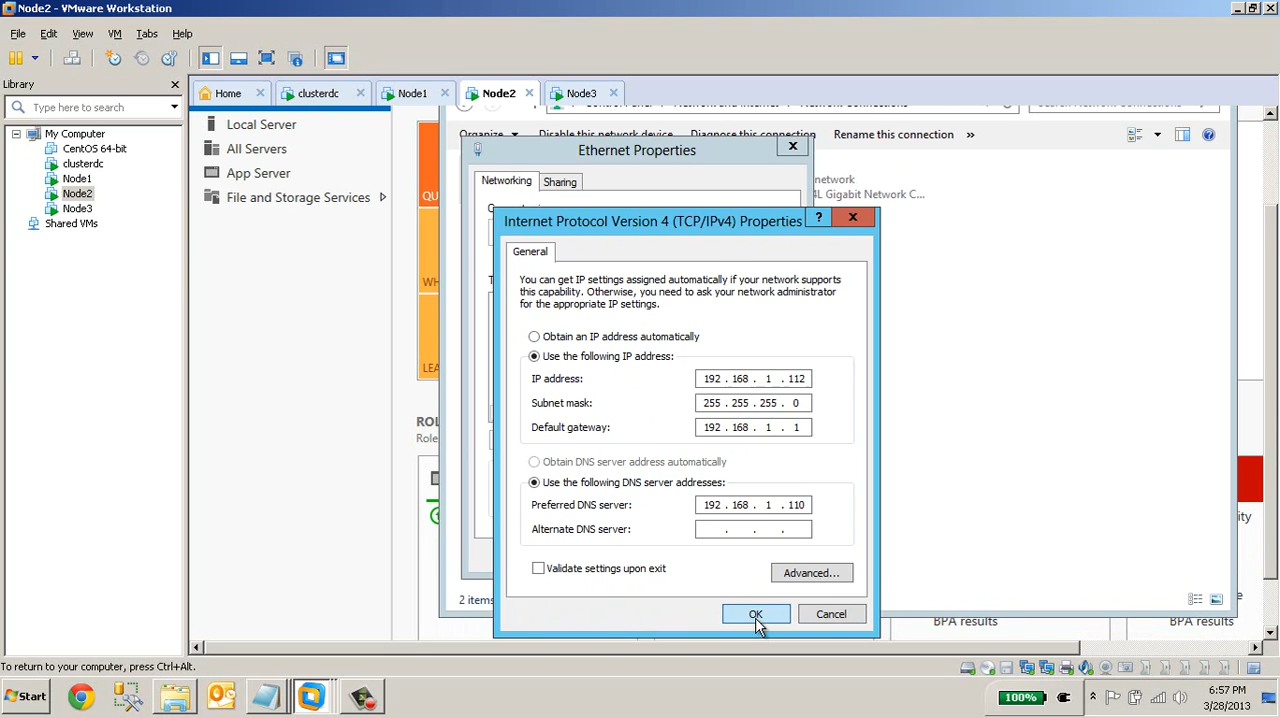 Node2 - VMware Workstation
File Edit View VM Tabs Help
Library
Type here to search
My Computer
CentOS 64-bit
clusterdc
Node1
Node2
Node3
Shared VMs
Home clusterdc Node1 Node2 Node3
Local Server
All Servers
App Server
File and Storage Services
QU
WH
LEA
Organize Disable this network device Diagnose this connection Rename this connection »
network
4L Gigabit Network C...
Ethernet Properties
Networking Sharing
Internet Protocol Version 4 (TCP/IPv4) Properties
General
You can get IP settings assigned automatically if your network supports
this capability. Otherwise, you need to ask your network administrator
for the appropriate IP settings.
Obtain an IP address automatically
Use the following IP address:
IP address: 192 . 168 . 1 . 112
Subnet mask: 255 . 255 . 255 . 0
Default gateway: 192 . 168 . 1 . 1
Obtain DNS server address automatically
Use the following DNS server addresses:
Preferred DNS server: 192 . 168 . 1 . 110
Alternate DNS server: . . .
Validate settings upon exit
Advanced...
OK Cancel
ROL
Role
2 items
BPA results
BPA results
To return to your computer, press Ctrl+Alt.
Start
100%
6:57 PM
3/28/2013